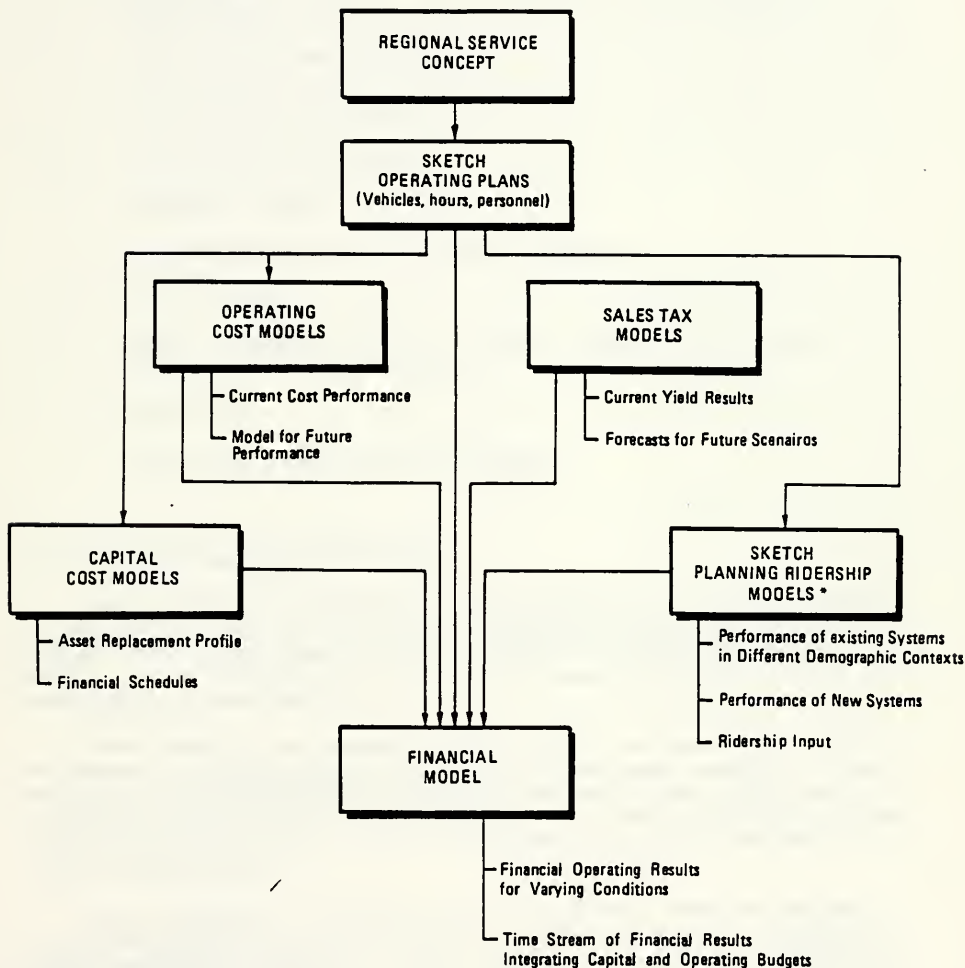 REGIONAL SERVICE
CONCEPT
SKETCH
OPERATING PLANS
(Vehicles, hours, personnel)
OPERATING
COST MODELS
Current Cost Performance
Model for Future
Performance
SALES TAX
MODELS
Current Yield Results
Forecasts for Future Scenairos
CAPITAL
COST MODELS
Asset Replacement Profile
Financial Schedules
SKETCH
PLANNING RIDERSHIP
MODELS *
Performance of existing Systems
in Different Demographic Contexts
Performance of New Systems
Ridership Input
FINANCIAL
MODEL
Financial Operating Results
for Varying Conditions
Time Stream of Financial Results
Integrating Capital and Operating Budgets